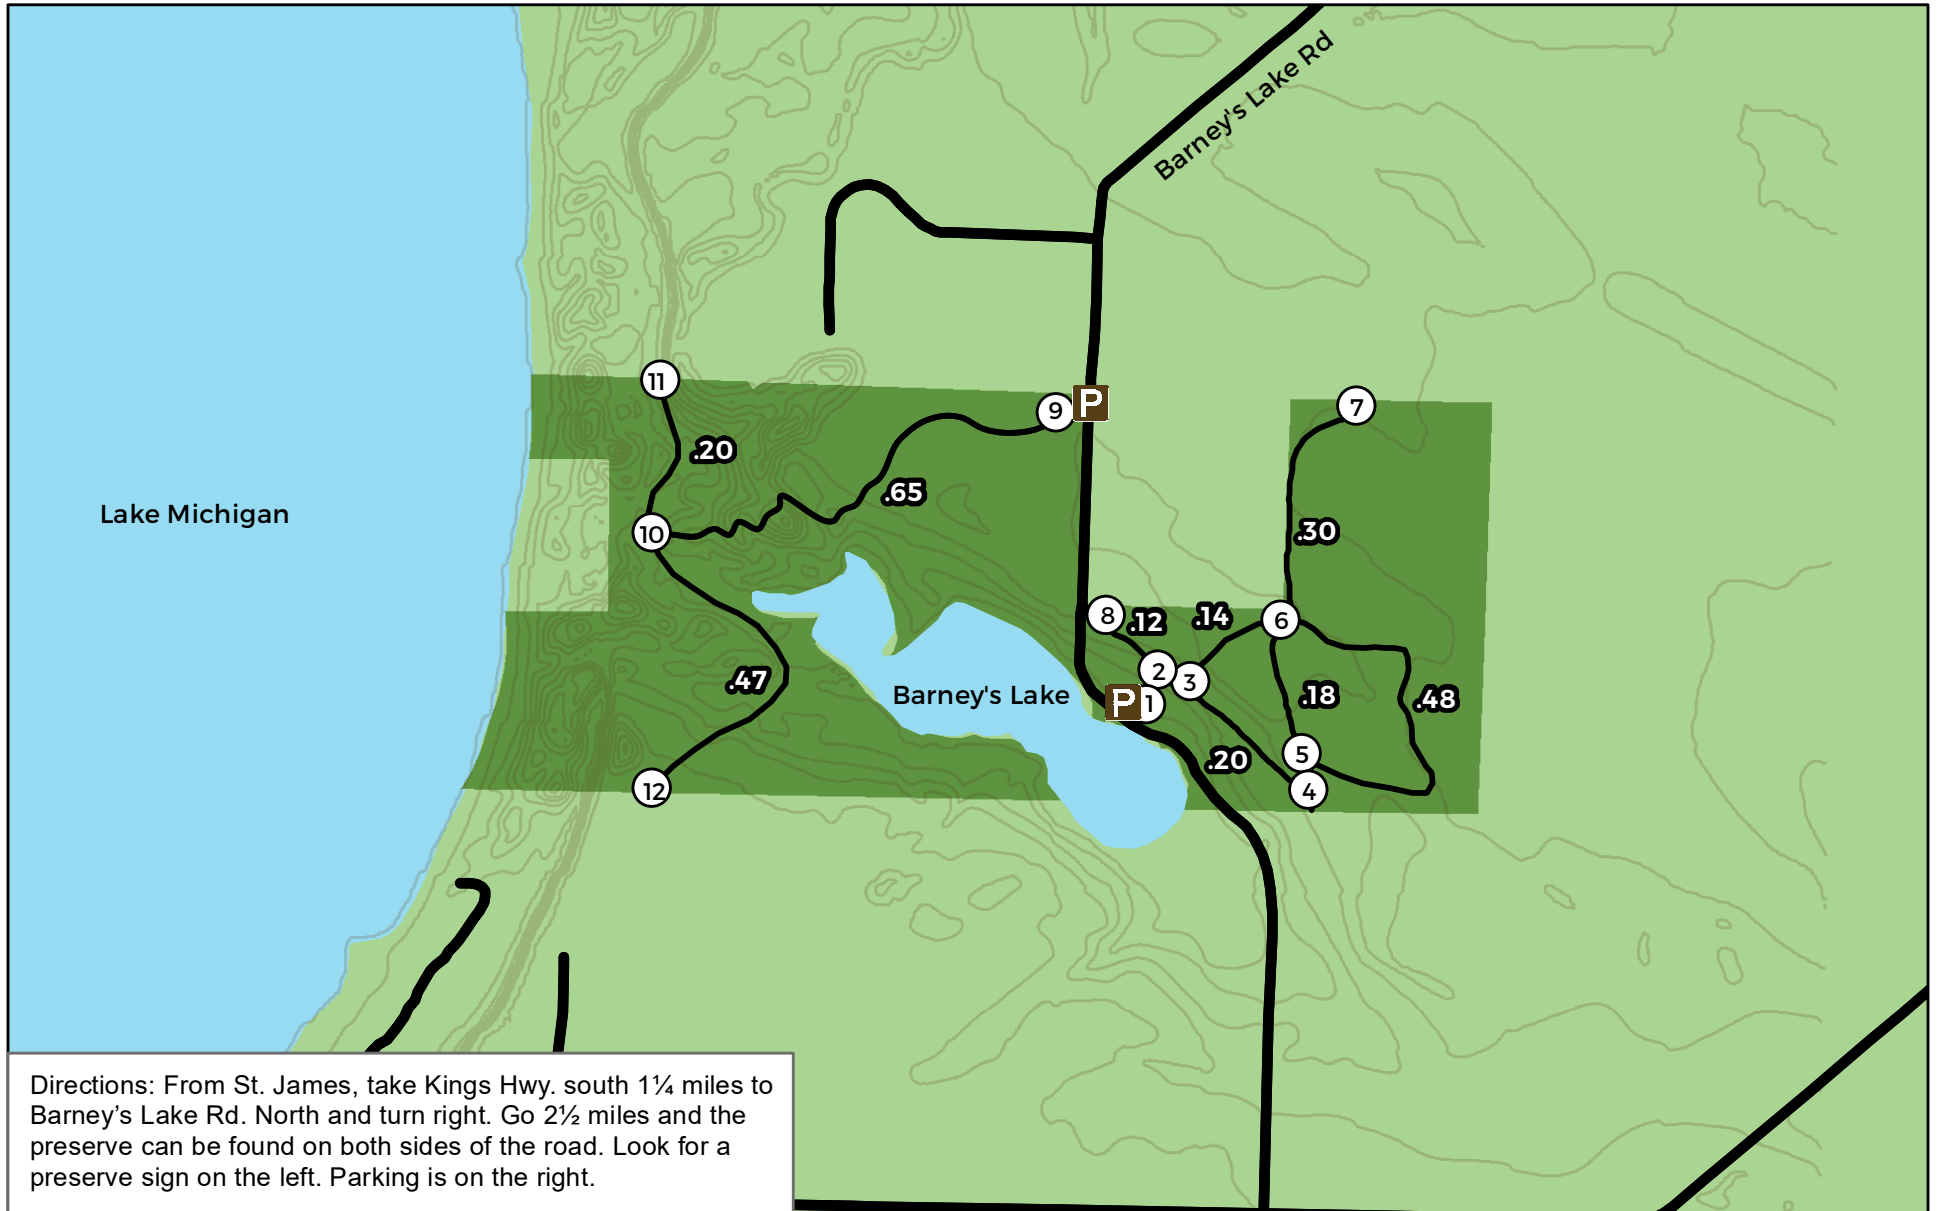 Barney's Lake Rd
11
7
9
P
.20
.65
Lake Michigan
10
.30
8
.12
.14
6
2
3
.47
Barney's Lake
P
1
.18
.48
5
.20
12
4
Directions: From St. James, take Kings Hwy. south 1¼ miles to
Barney’s Lake Rd. North and turn right. Go 2½ miles and the
preserve can be found on both sides of the road. Look for a
preserve sign on the left. Parking is on the right.